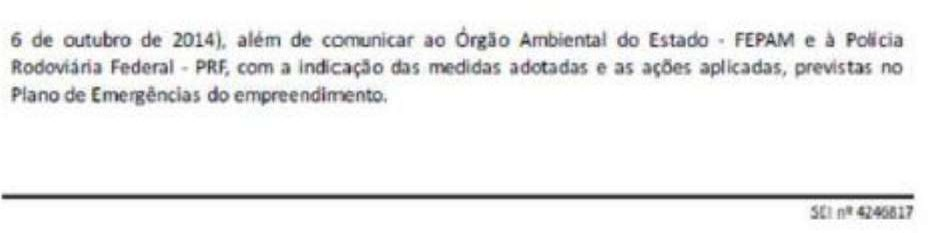 6 de outubro de 2014), além de comunicar ao Órgão Ambiental do Estado - FEPAM e à Polícia
Rodoviária Federal - PRF, com a indicação das medidas adotadas e as ações aplicadas, previstas no
Plano de Emergências do empreendimento.
SEI nº 4246817